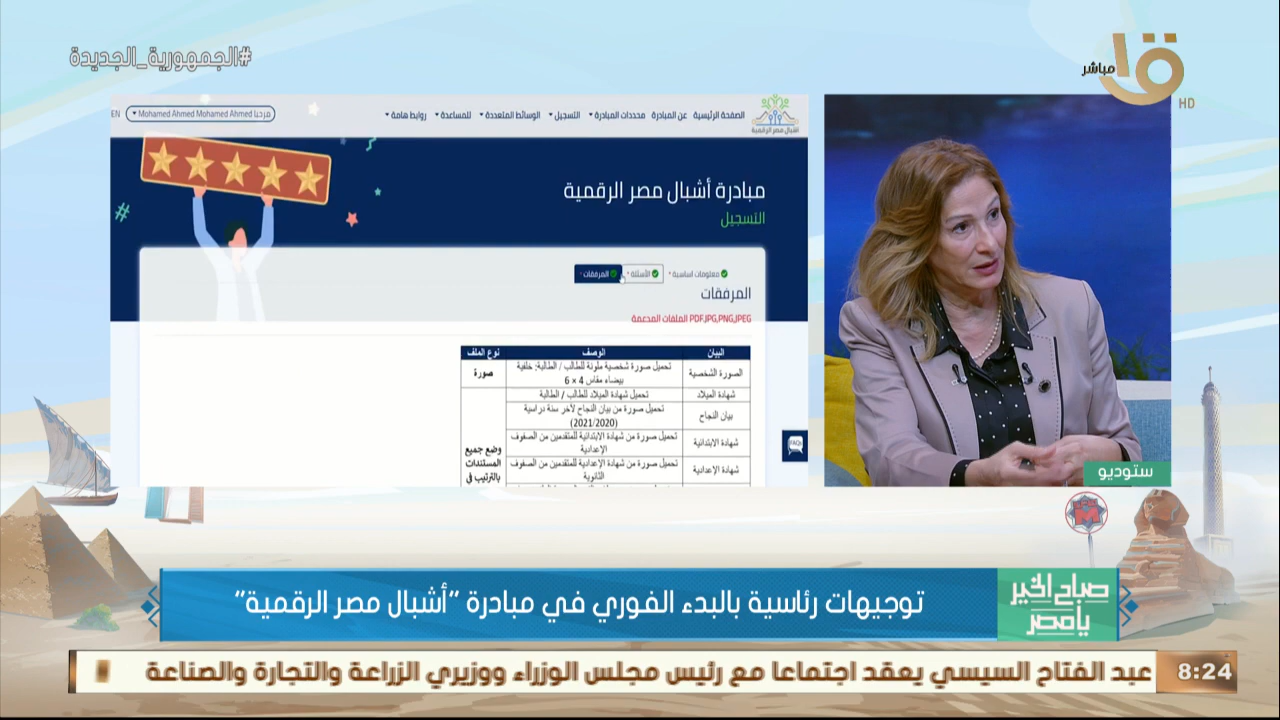 #الجمهورية_الجديدة
مباشر
HD
EN
مرحبا Mohamed Ahmed Mohamed Ahmed
الصفحة الرئيسية عن المبادرة محددات المبادرة التسجيل الوسائط المتعددة للمساعدة روابط هامة
أشبال مصر الرقمية
مبادرة أشبال مصر الرقمية
التسجيل
معلومات اساسية * الأسئلة * المرفقات *
المرفقات
PDF,JPG,PNG,JPEG الملفات المدعمة
البيان الوصف نوع الملف
الصورة الشخصية تحميل صورة شخصية ملونة للطالب / الطالبة: خلفية بيضاء مقاس 4 × 6 صورة
شهادة الميلاد تحميل شهادة الميلاد للطالب / الطالبة
بيان النجاح تحميل صورة من بيان النجاح لآخر سنة دراسية (2021/2020)
شهادة الابتدائية تحميل صورة من شهادة الابتدائية للمتقدمين من الصفوف الإعدادية
شهادة الإعدادية تحميل صورة من شهادة الإعدادية للمتقدمين من الصفوف الثانوية
وضع جميع
المستندات
بالترتيب في
FAQs
ستوديو
صباح الخير
يا مصر
توجيهات رئاسية بالبدء الفوري في مبادرة “أشبال مصر الرقمية”
8:24
عبد الفتاح السيسي يعقد اجتماعا مع رئيس مجلس الوزراء ووزيري الزراعة والتجارة والصناعة